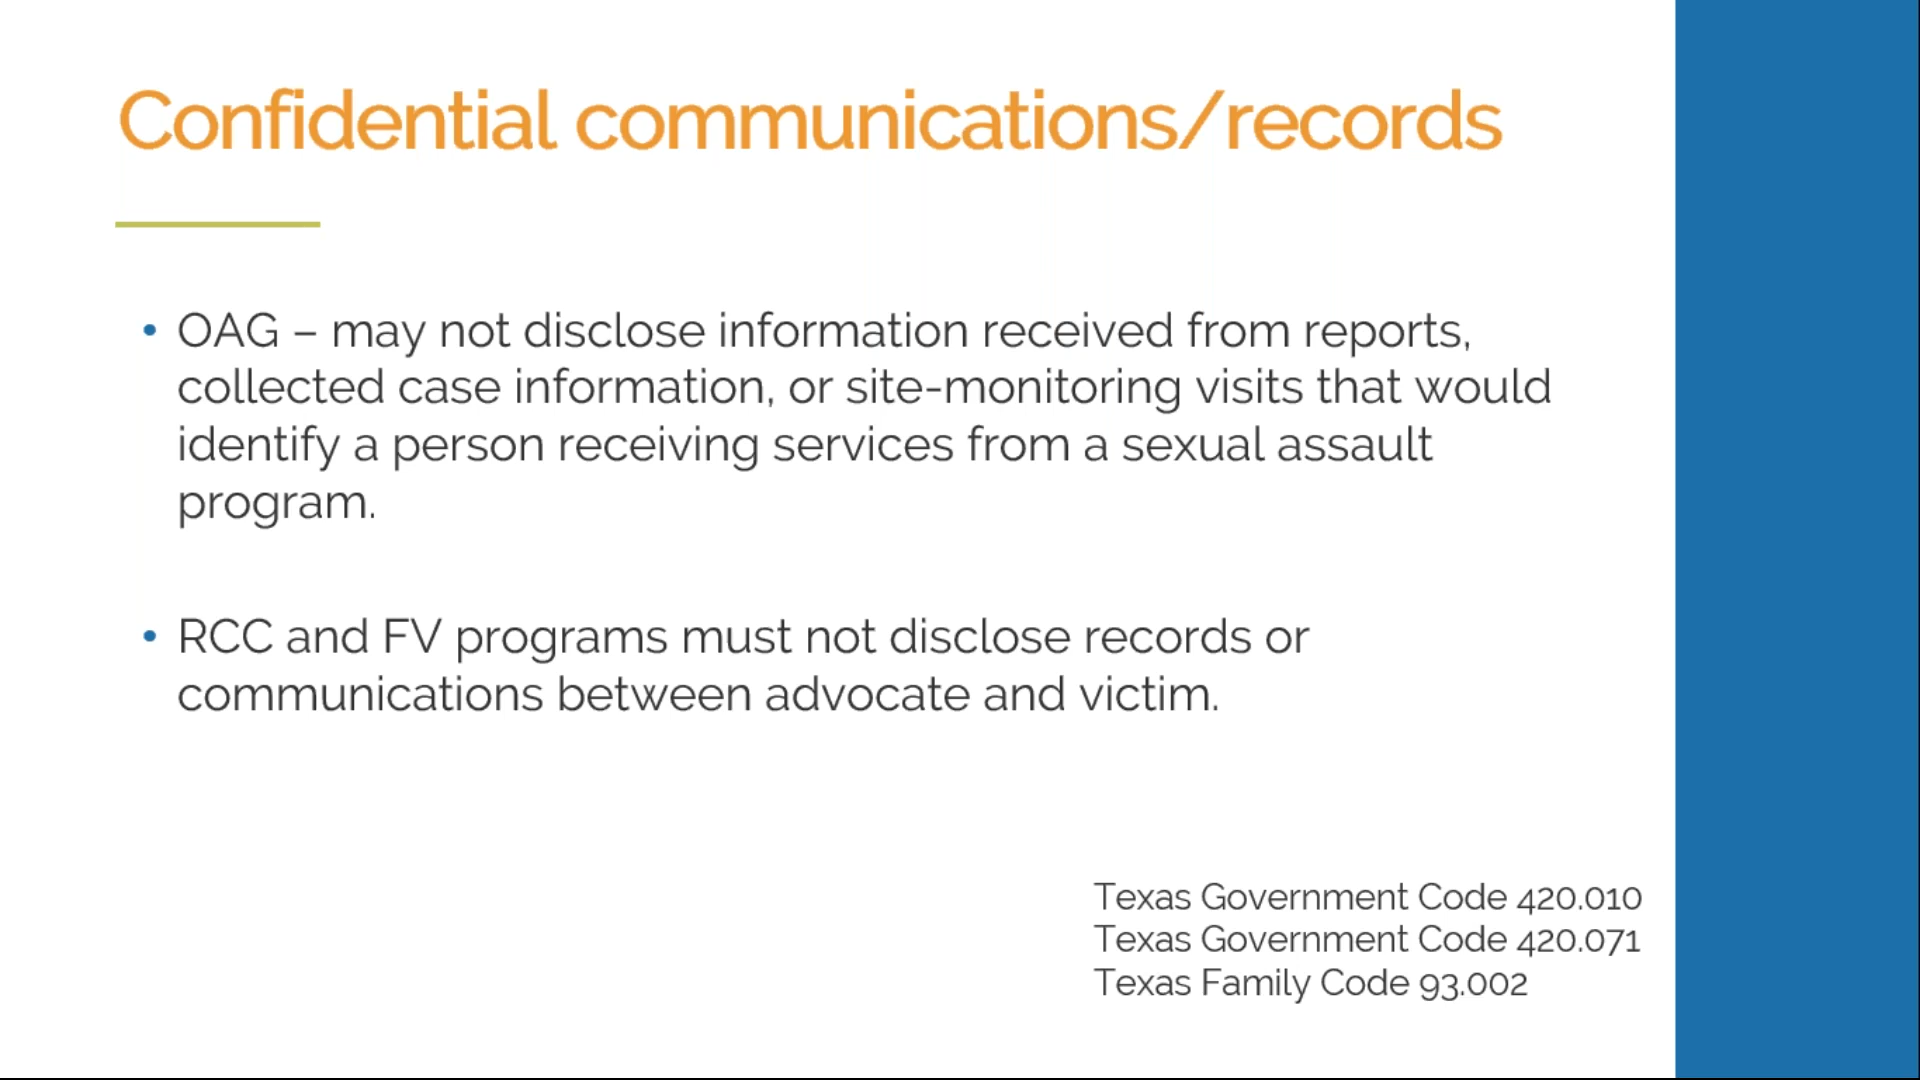 Confidential communications/records
• OAG – may not disclose information received from reports,
collected case information, or site-monitoring visits that would
identify a person receiving services from a sexual assault
program.
• RCC and FV programs must not disclose records or
communications between advocate and victim.
Texas Government Code 420.010
Texas Government Code 420.071
Texas Family Code 93.002